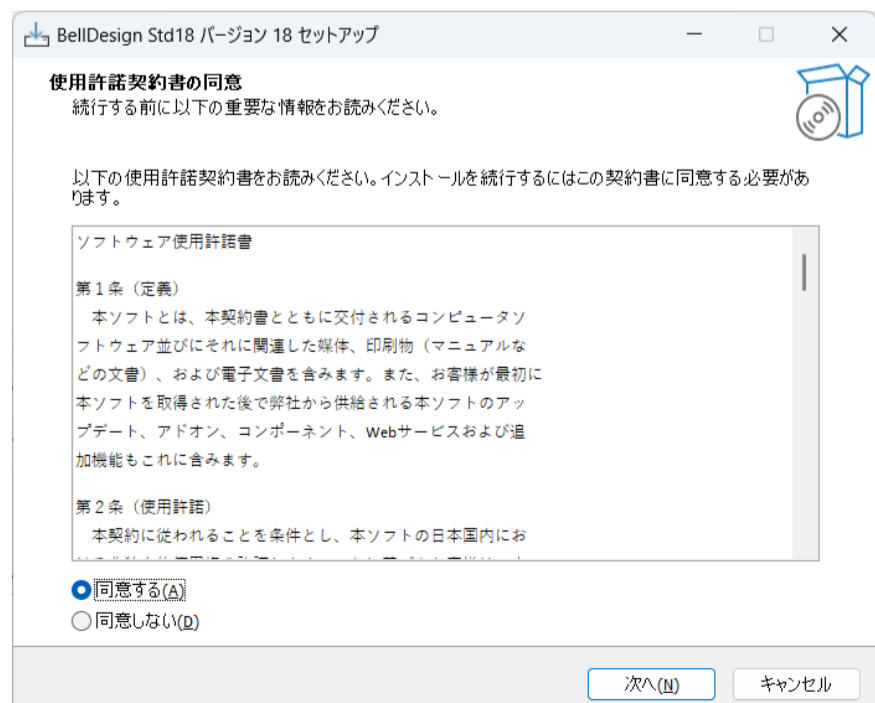 BellDesign Std18 バージョン 18 セットアップ
使用許諾契約書の同意
続行する前に以下の重要な情報をお読みください。
以下の使用許諾契約書をお読みください。インストールを続行するにはこの契約書に同意する必要があ
ります。
ソフトウェア使用許諾書
第1条（定義）
　本ソフトとは、本契約書とともに交付されるコンピュータソ
フトウェア並びにそれに関連した媒体、印刷物（マニュアルな
どの文書）、および電子文書を含みます。また、お客様が最初に
本ソフトを取得された後で弊社から供給される本ソフトのアッ
プデート、アドオン、コンポーネント、Webサービスおよび追
加機能もこれに含みます。
第2条（使用許諾）
　本契約に従われることを条件とし、本ソフトの日本国内にお
同意する(A)
同意しない(D)
次へ(N)
キャンセル